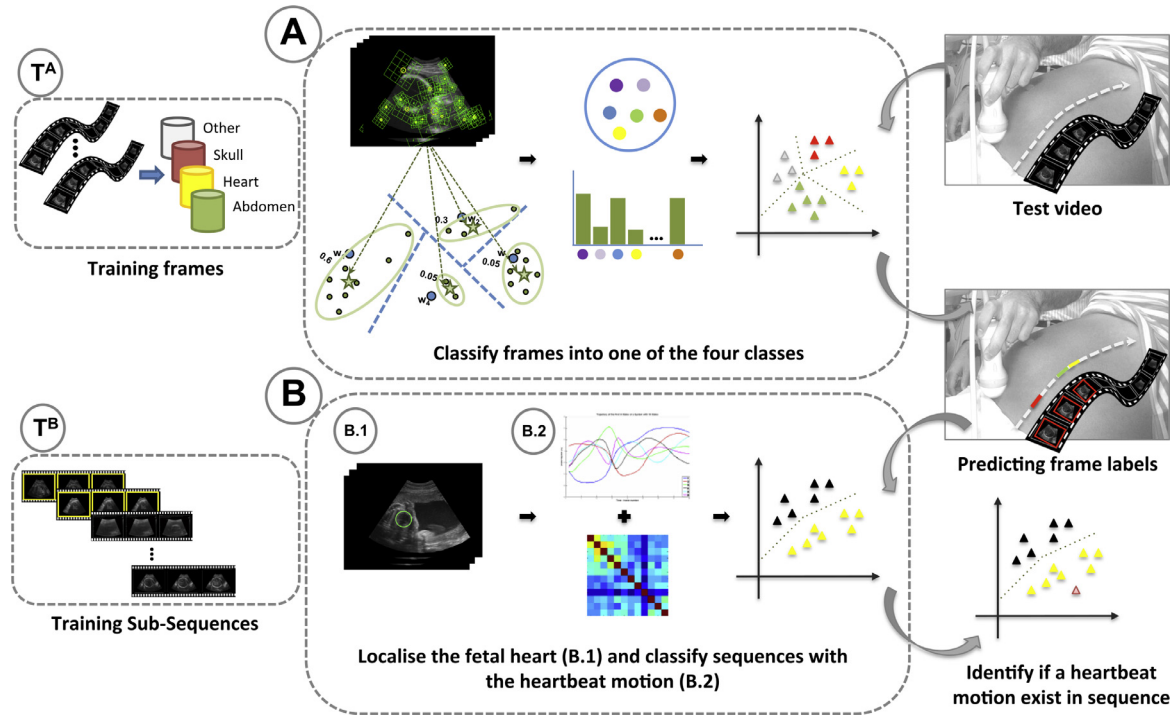 T^A
Other
Skull
Heart
Abdomen
Training frames
A
0.6
0.3
w2
w
0.05
0.05
w4
...
Classify frames into one of the four classes
Test video
Predicting frame labels
T^B
Training Sub-Sequences
B
B.1
B.2
Localise the fetal heart (B.1) and classify sequences with
the heartbeat motion (B.2)
Identify if a heartbeat
motion exist in sequence